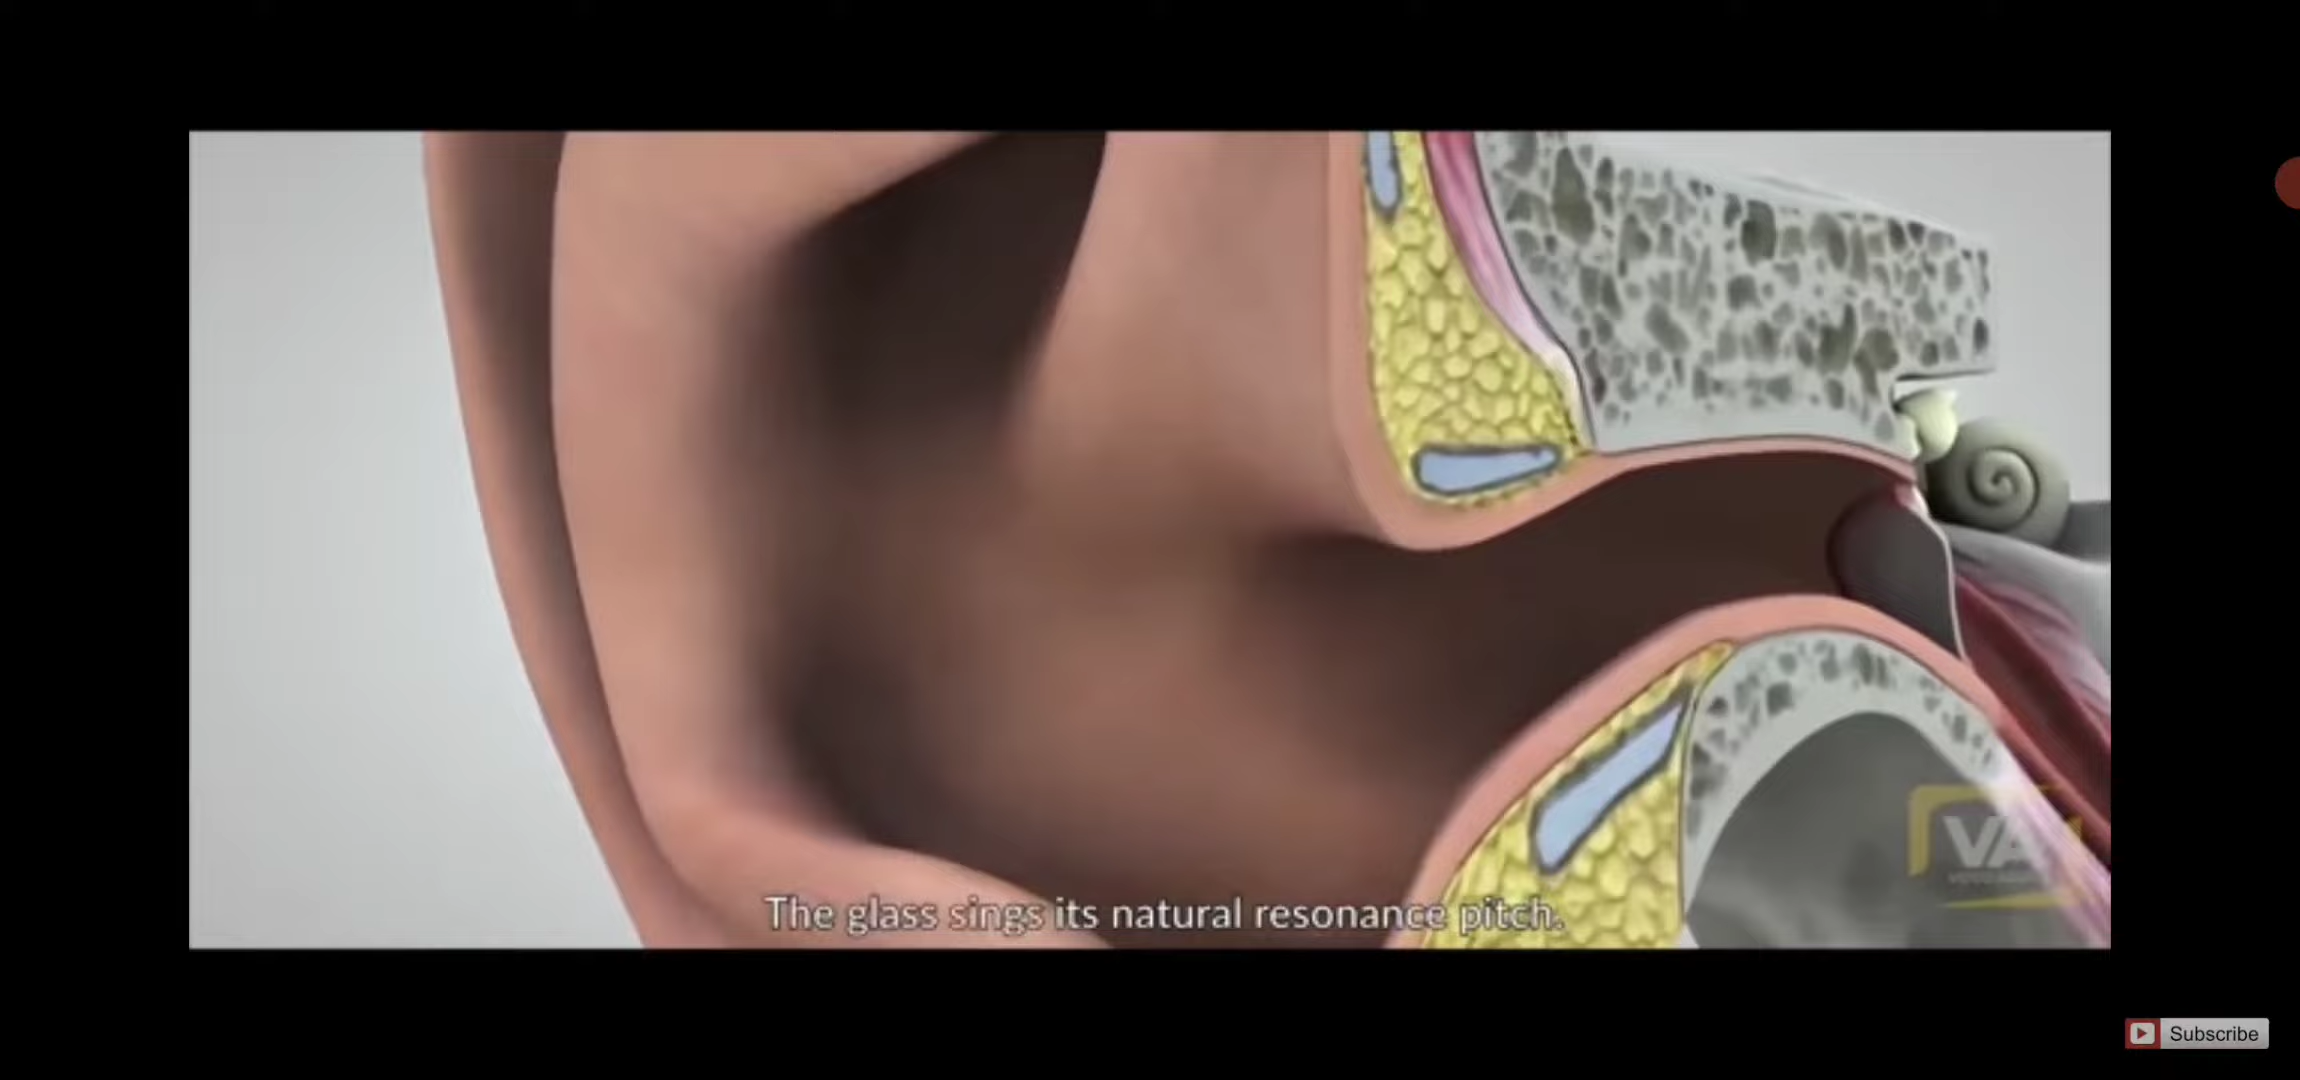 The glass sings its natural resonance pitch.
VA
Subscribe